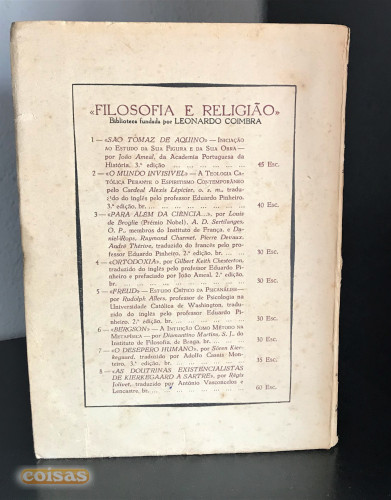 «FILOSOFIA E RELIGIÃO»
Biblioteca fundada por LEONARDO COIMBRA
1 — «SÃO TÔMAZ DE AQUINO» — INICIAÇÃO
AO ESTUDO DA SUA FIGURA E DA SUA OBRA —
por João Ameal, da Academia Portuguesa da
História. 3.ª edição ... ... ... ... ... 45 Esc.
2 — «O MUNDO INVISIVEL» — A TEOLOGIA CA-
TÓLICA PERANTE O ESPIRITISMO CONTEMPORÂNEO
pelo Cardeal Alexis Lépicier, o. s. m. tradu-
cido do inglês pelo professor Eduardo Pinheiro.
3.ª edição, br. ... ... ... ... ... 40 Esc.
3 — «PARA ALÉM DA CIÊNCIA...», por Louis
de Broglie (Prémio Nobel), A. D. Sertillanges,
O. P., membros do Instituto de França, e Da-
niel-Rops, Raymond Charmet, Pierre Devaux,
André Thérive, traduzido do francês pelo pro-
fessor Eduardo Pinheiro, 2.ª edição, br. ... 30 Esc.
4 — «ORTODOXIA», por Gilbert Keith Chesterton,
traduzido do inglês pelo professor Eduardo Pi-
nheiro e prefaciado por João Ameal, 2.ª edição
br. ... ... ... ... ... ... 30 Esc.
5 — «FREUD» — ESTUDO CRÍTICO DA PSICANÁLISE —
por Rudolph Allers, professor de Psicologia na
Universidade Católica de Washington, tradu-
zido do inglês pelo professor Eduardo Pi-
nheiro, 2.ª edição, br. ... ... ... ... 30 Esc.
6 — «BERGSON» — A INTUIÇÃO COMO MÉTODO NA
METAFÍSICA — por Diamantino Martins, S. J., do
Instituto de Filosofia, de Braga, br. ... ... 30 Esc.
7 — «O DESEPERO HUMANO», por Sören Kier-
kegaard, traduzido por Adolfo Casais Mon-
teiro. 3.ª edição, br. ... ... ... ... 35 Esc.
8 — «AS DOUTRINAS EXISTENCIALISTAS
DE KIERKEGAARD A SARTRE», por Régis
Jolivet, traduzido por António Vasconcelos e
Lencastre, br. ... ... ... ... ... 60 Esc.
coisas